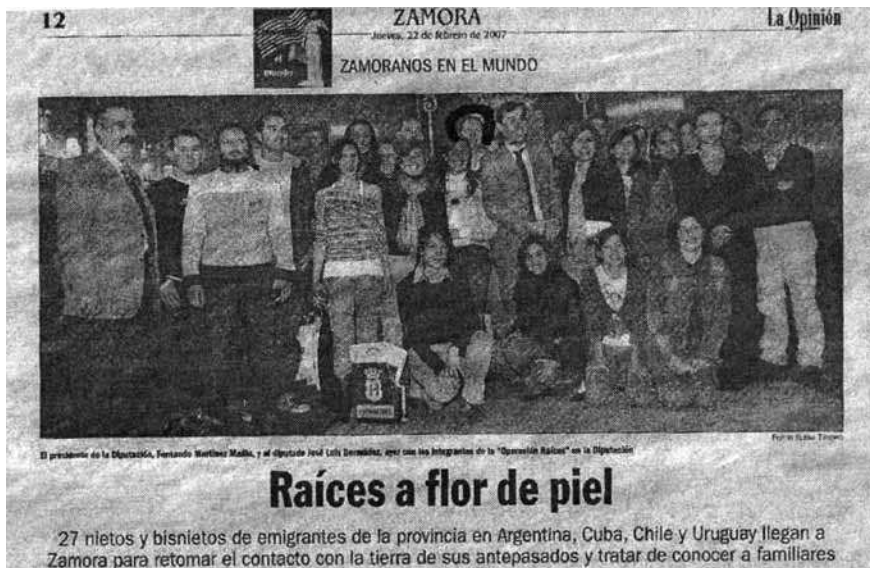 12
ZAMORA
La Opinión
Jueves, 22 de febrero de 2007
ZAMORANOS EN EL MUNDO
El presidente de la Diputación, Fernando Martínez Maíllo, y el diputado José Luis Bermúdez, ayer con los integrantes de la "Operación Raíces" en la Diputación
Raíces a flor de piel
27 nietos y bisnietos de emigrantes de la provincia en Argentina, Cuba, Chile y Uruguay llegan a
Zamora para retomar el contacto con la tierra de sus antepasados y tratar de conocer a familiares